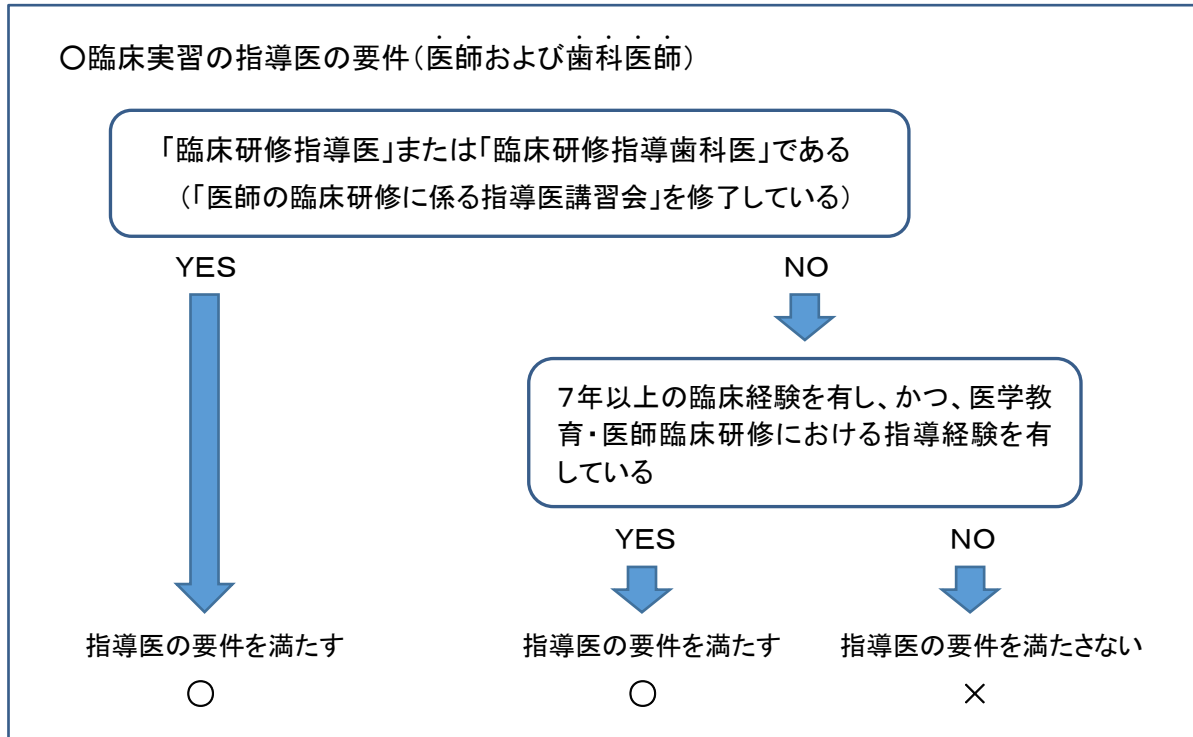 〇臨床実習の指導医の要件(医師および歯科医師)
「臨床研修指導医」または「臨床研修指導歯科医」である
(「医師の臨床研修に係る指導医講習会」を修了している)
YES
NO
7年以上の臨床経験を有し、かつ、医学教
育・医師臨床研修における指導経験を有
している
YES
NO
指導医の要件を満たす
指導医の要件を満たす
指導医の要件を満たさない
〇
〇
×